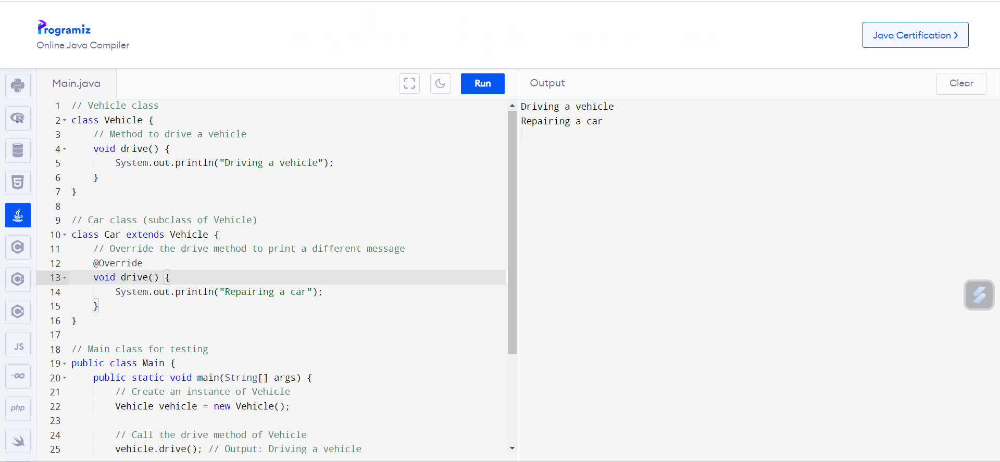 Programiz
Online Java Compiler
Java Certification
Main.java
Run
Output
Clear
1 // Vehicle class
2 class Vehicle {
3 // Method to drive a vehicle
4 void drive() {
5 System.out.println("Driving a vehicle");
6 }
7 }
8
9 // Car class (subclass of Vehicle)
10 class Car extends Vehicle {
11 // Override the drive method to print a different message
12 @Override
13 void drive() {
14 System.out.println("Repairing a car");
15 }
16 }
17
18 // Main class for testing
19 public class Main {
20 public static void main(String[] args) {
21 // Create an instance of Vehicle
22 Vehicle vehicle = new Vehicle();
23
24 // Call the drive method of Vehicle
25 vehicle.drive(); // Output: Driving a vehicle
Driving a vehicle
Repairing a car
R
5
C
C
C
JS
GO
php